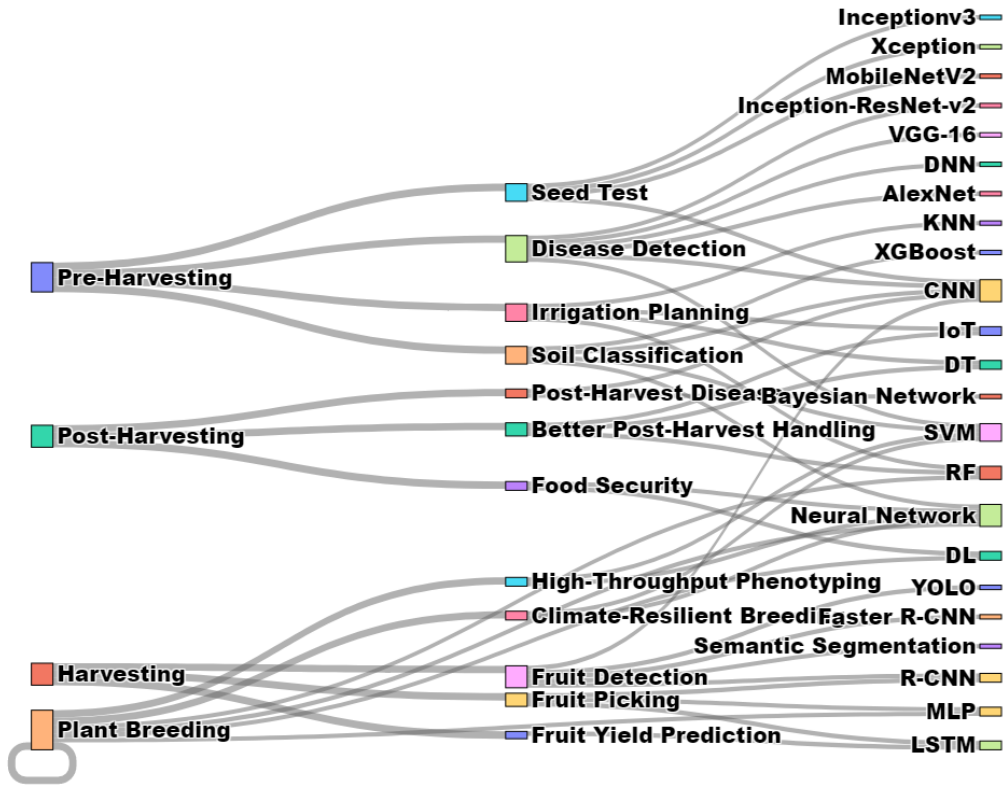 Pre-Harvesting
Post-Harvesting
Harvesting
Plant Breeding
Seed Test
Disease Detection
Irrigation Planning
Soil Classification
Post-Harvest Disea
Better Post-Harvest Handling
Food Security
High-Throughput Phenotyping
Climate-Resilient Breedi
Fruit Detection
Fruit Picking
Fruit Yield Prediction
Inceptionv3
Xception
MobileNetV2
Inception-ResNet-v2
VGG-16
DNN
AlexNet
KNN
XGBoost
CNN
IoT
DT
Bayesian Network
SVM
RF
Neural Network
DL
YOLO
Faster R-CNN
Semantic Segmentation
R-CNN
MLP
LSTM